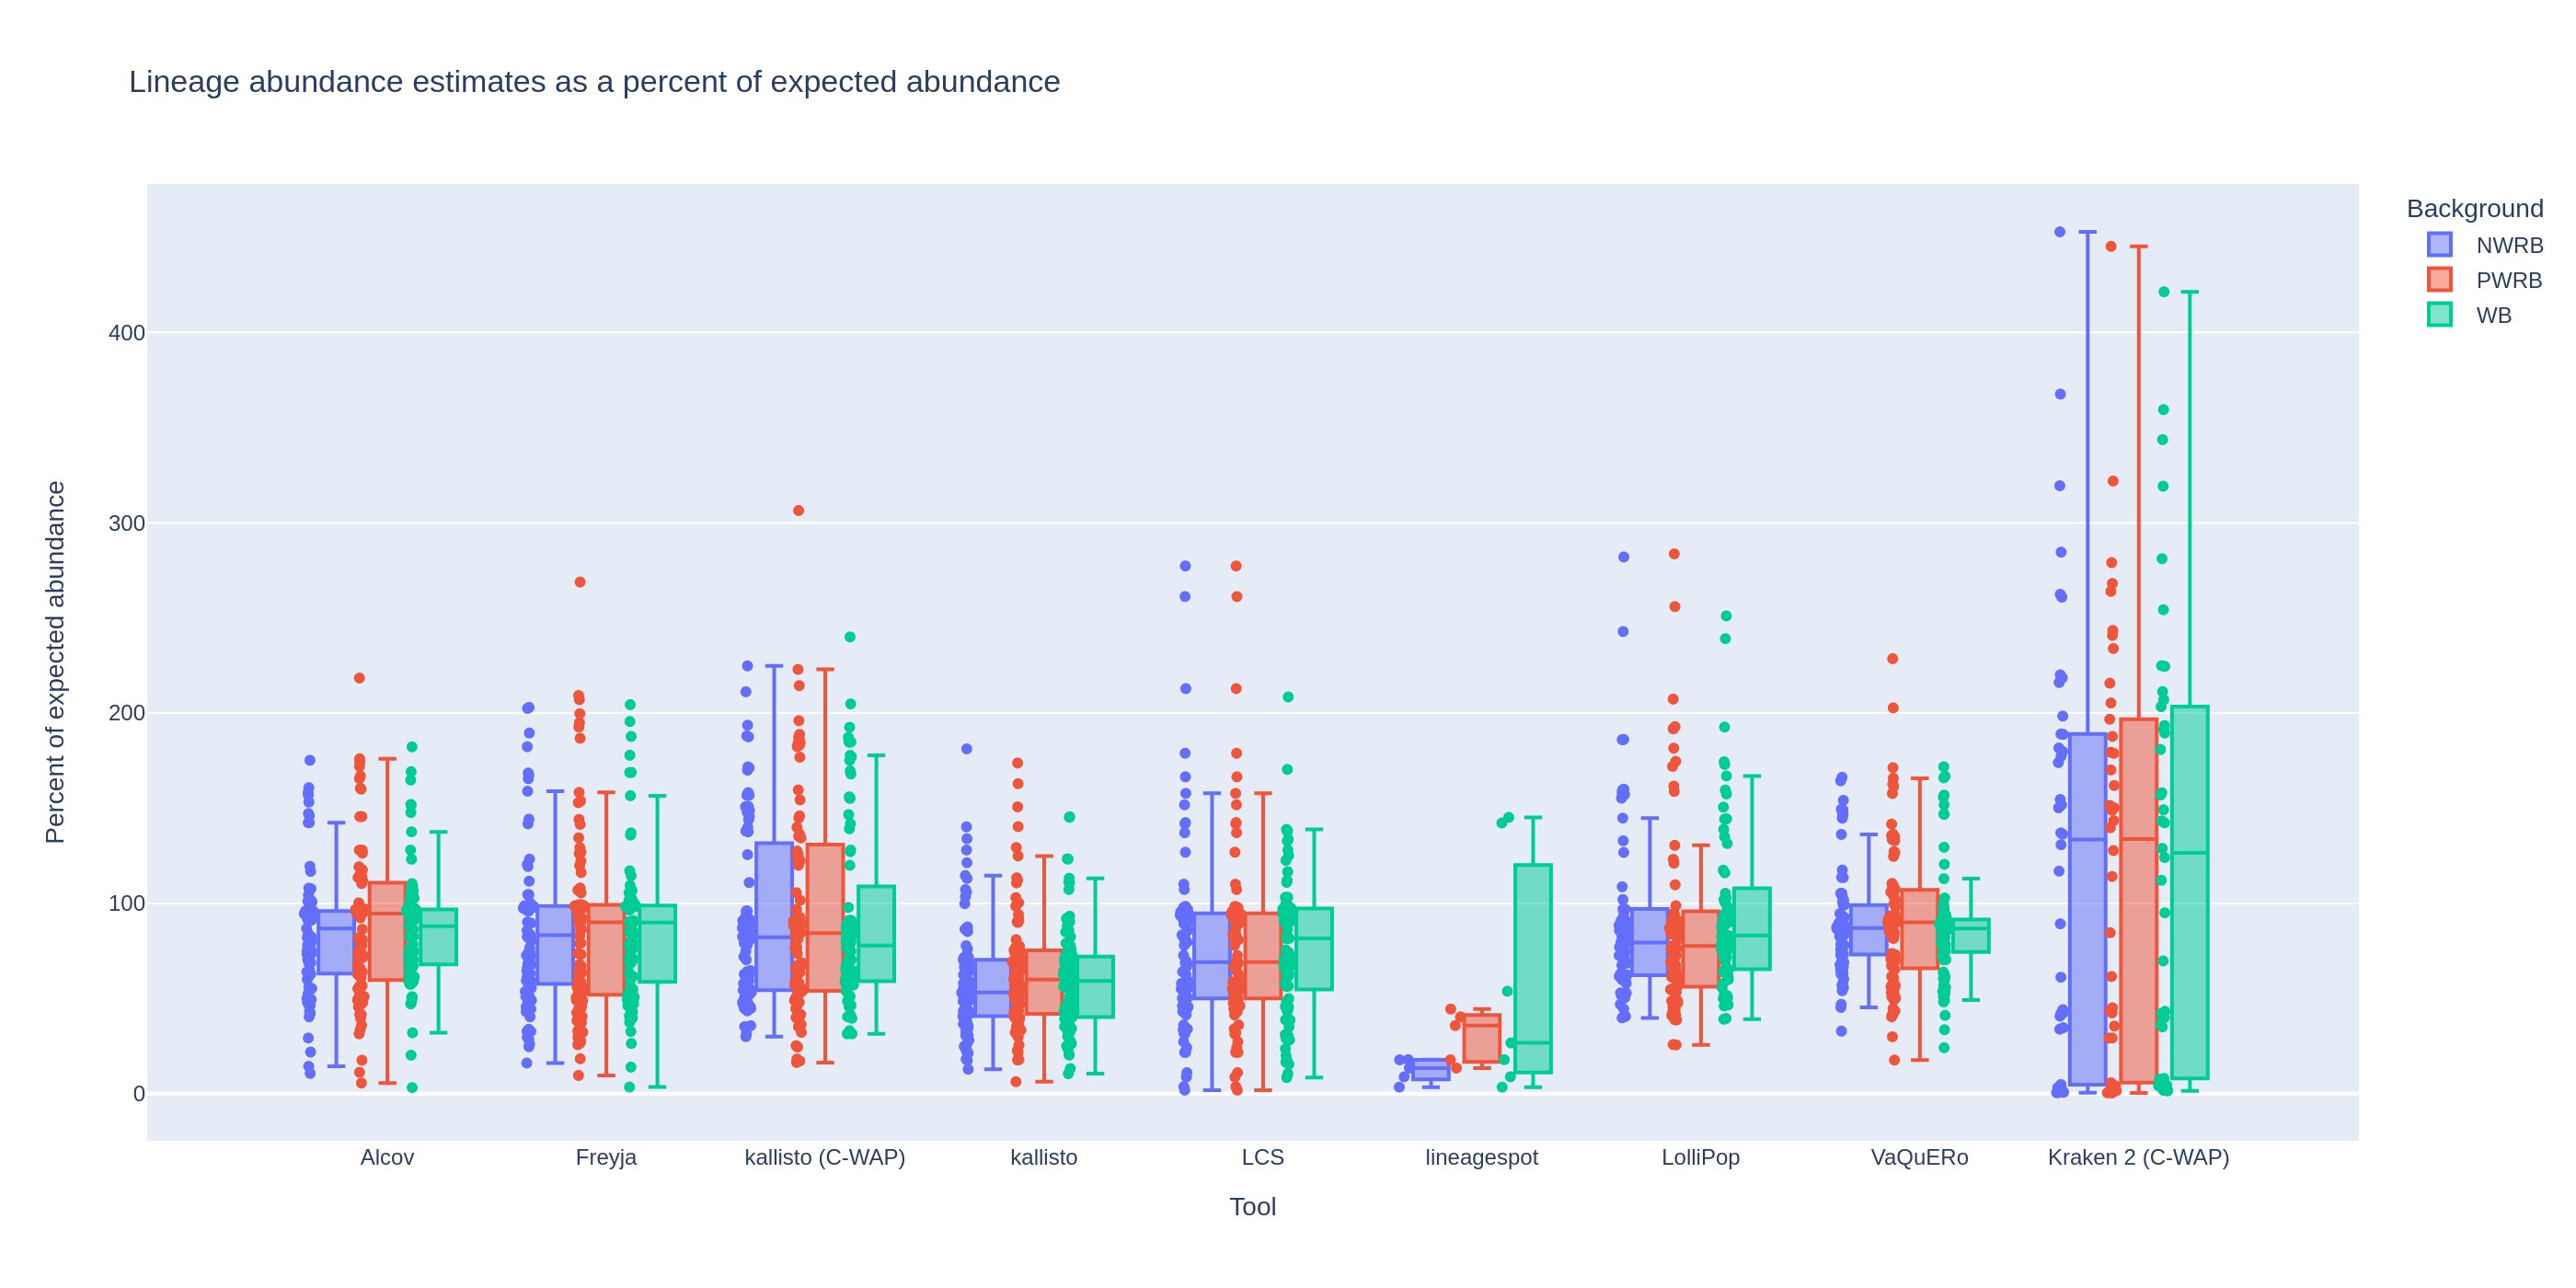 Lineage abundance estimates as a percent of expected abundance
Background
NWRB
PWRB
WB
Percent of expected abundance
400
300
200
100
0
Alcov
Freyja
kallisto (C-WAP)
kallisto
LCS
lineagespot
LolliPop
VaQuERo
Kraken 2 (C-WAP)
Tool